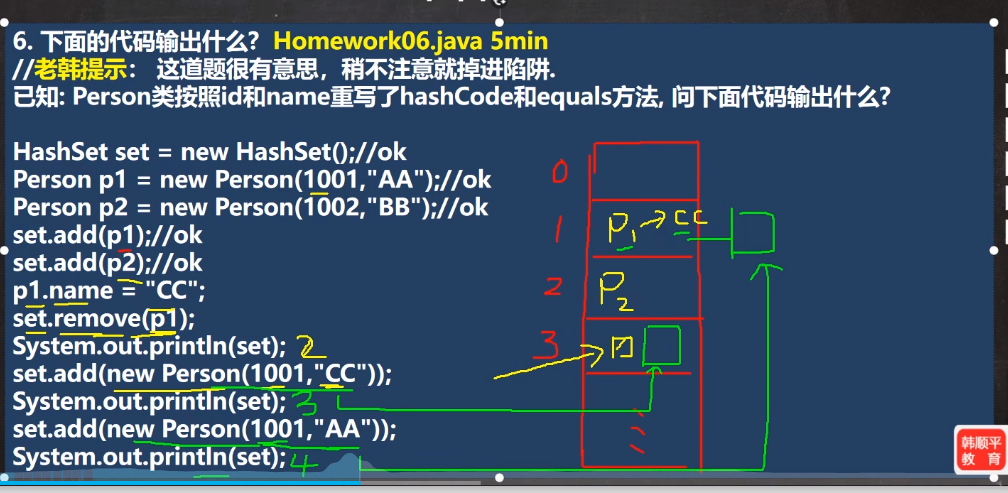 6. 下面的代码输出什么? Homework06.java 5min
//老韩提示： 这道题很有意思，稍不注意就掉进陷阱.
已知: Person类按照id和name重写了hashCode和equals方法, 问下面代码输出什么?
HashSet set = new HashSet();//ok
Person p1 = new Person(1001,"AA");//ok
Person p2 = new Person(1002,"BB");//ok
set.add(p1);//ok
set.add(p2);//ok
p1.name = "CC";
set.remove(p1);
System.out.println(set); 2
set.add(new Person(1001,"CC"));
System.out.println(set); 3
set.add(new Person(1001,"AA"));
System.out.println(set); 4
0
1 P1 → CC
2 P2
3
韩顺平
教 育